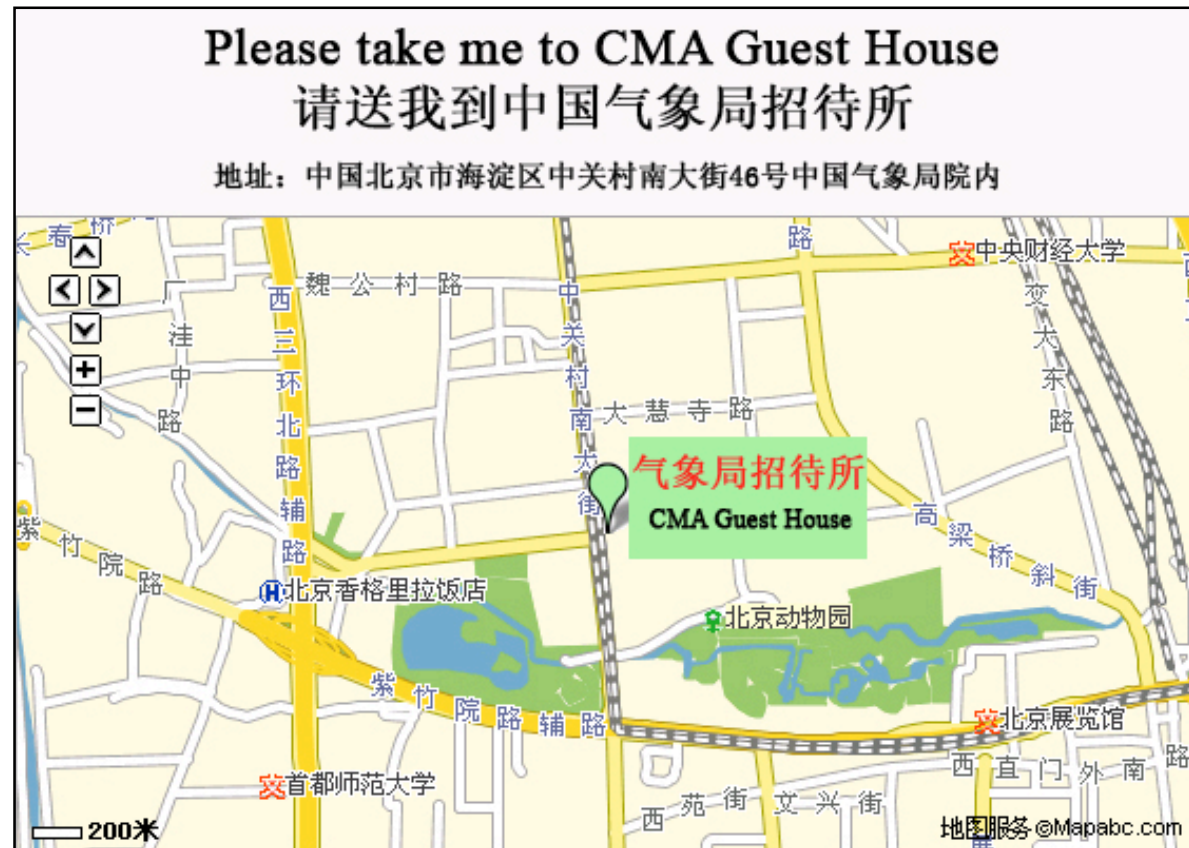 Please take me to CMA Guest House
请送我到中国气象局招待所
地址：中国北京市海淀区中关村南大街46号中国气象局院内
长春桥
中央财经大学
魏公村路
厂洼中路
西三环北路辅路
中关村南大街
路
交大东路
大慧寺路
气象局招待所
CMA Guest House
高梁桥斜街
紫竹院路
北京香格里拉饭店
北京动物园
紫竹院路辅路
北京展览馆
首都师范大学
西直门外南路
西苑街
文兴街
200米
地图服务©Mapabc.com